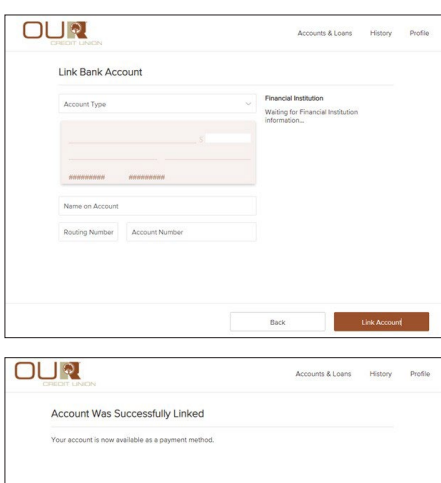 OUR
CREDIT UNION
Accounts & Loans History Profile
Link Bank Account
Account Type
Financial Institution
Waiting for Financial Institution
information...
######### #########
Name on Account
Routing Number Account Number
Back Link Account
OUR
CREDIT UNION
Accounts & Loans History Profile
Account Was Successfully Linked
Your account is now available as a payment method.